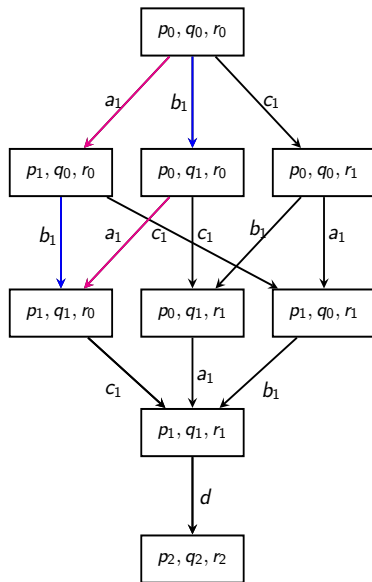 p₀, q₀, r₀
a₁ b₁ c₁
p₁, q₀, r₀ p₀, q₁, r₀ p₀, q₀, r₁
b₁ a₁ c₁ c₁ b₁ a₁
p₁, q₁, r₀ p₀, q₁, r₁ p₁, q₀, r₁
c₁ a₁ b₁
p₁, q₁, r₁
d
p₂, q₂, r₂